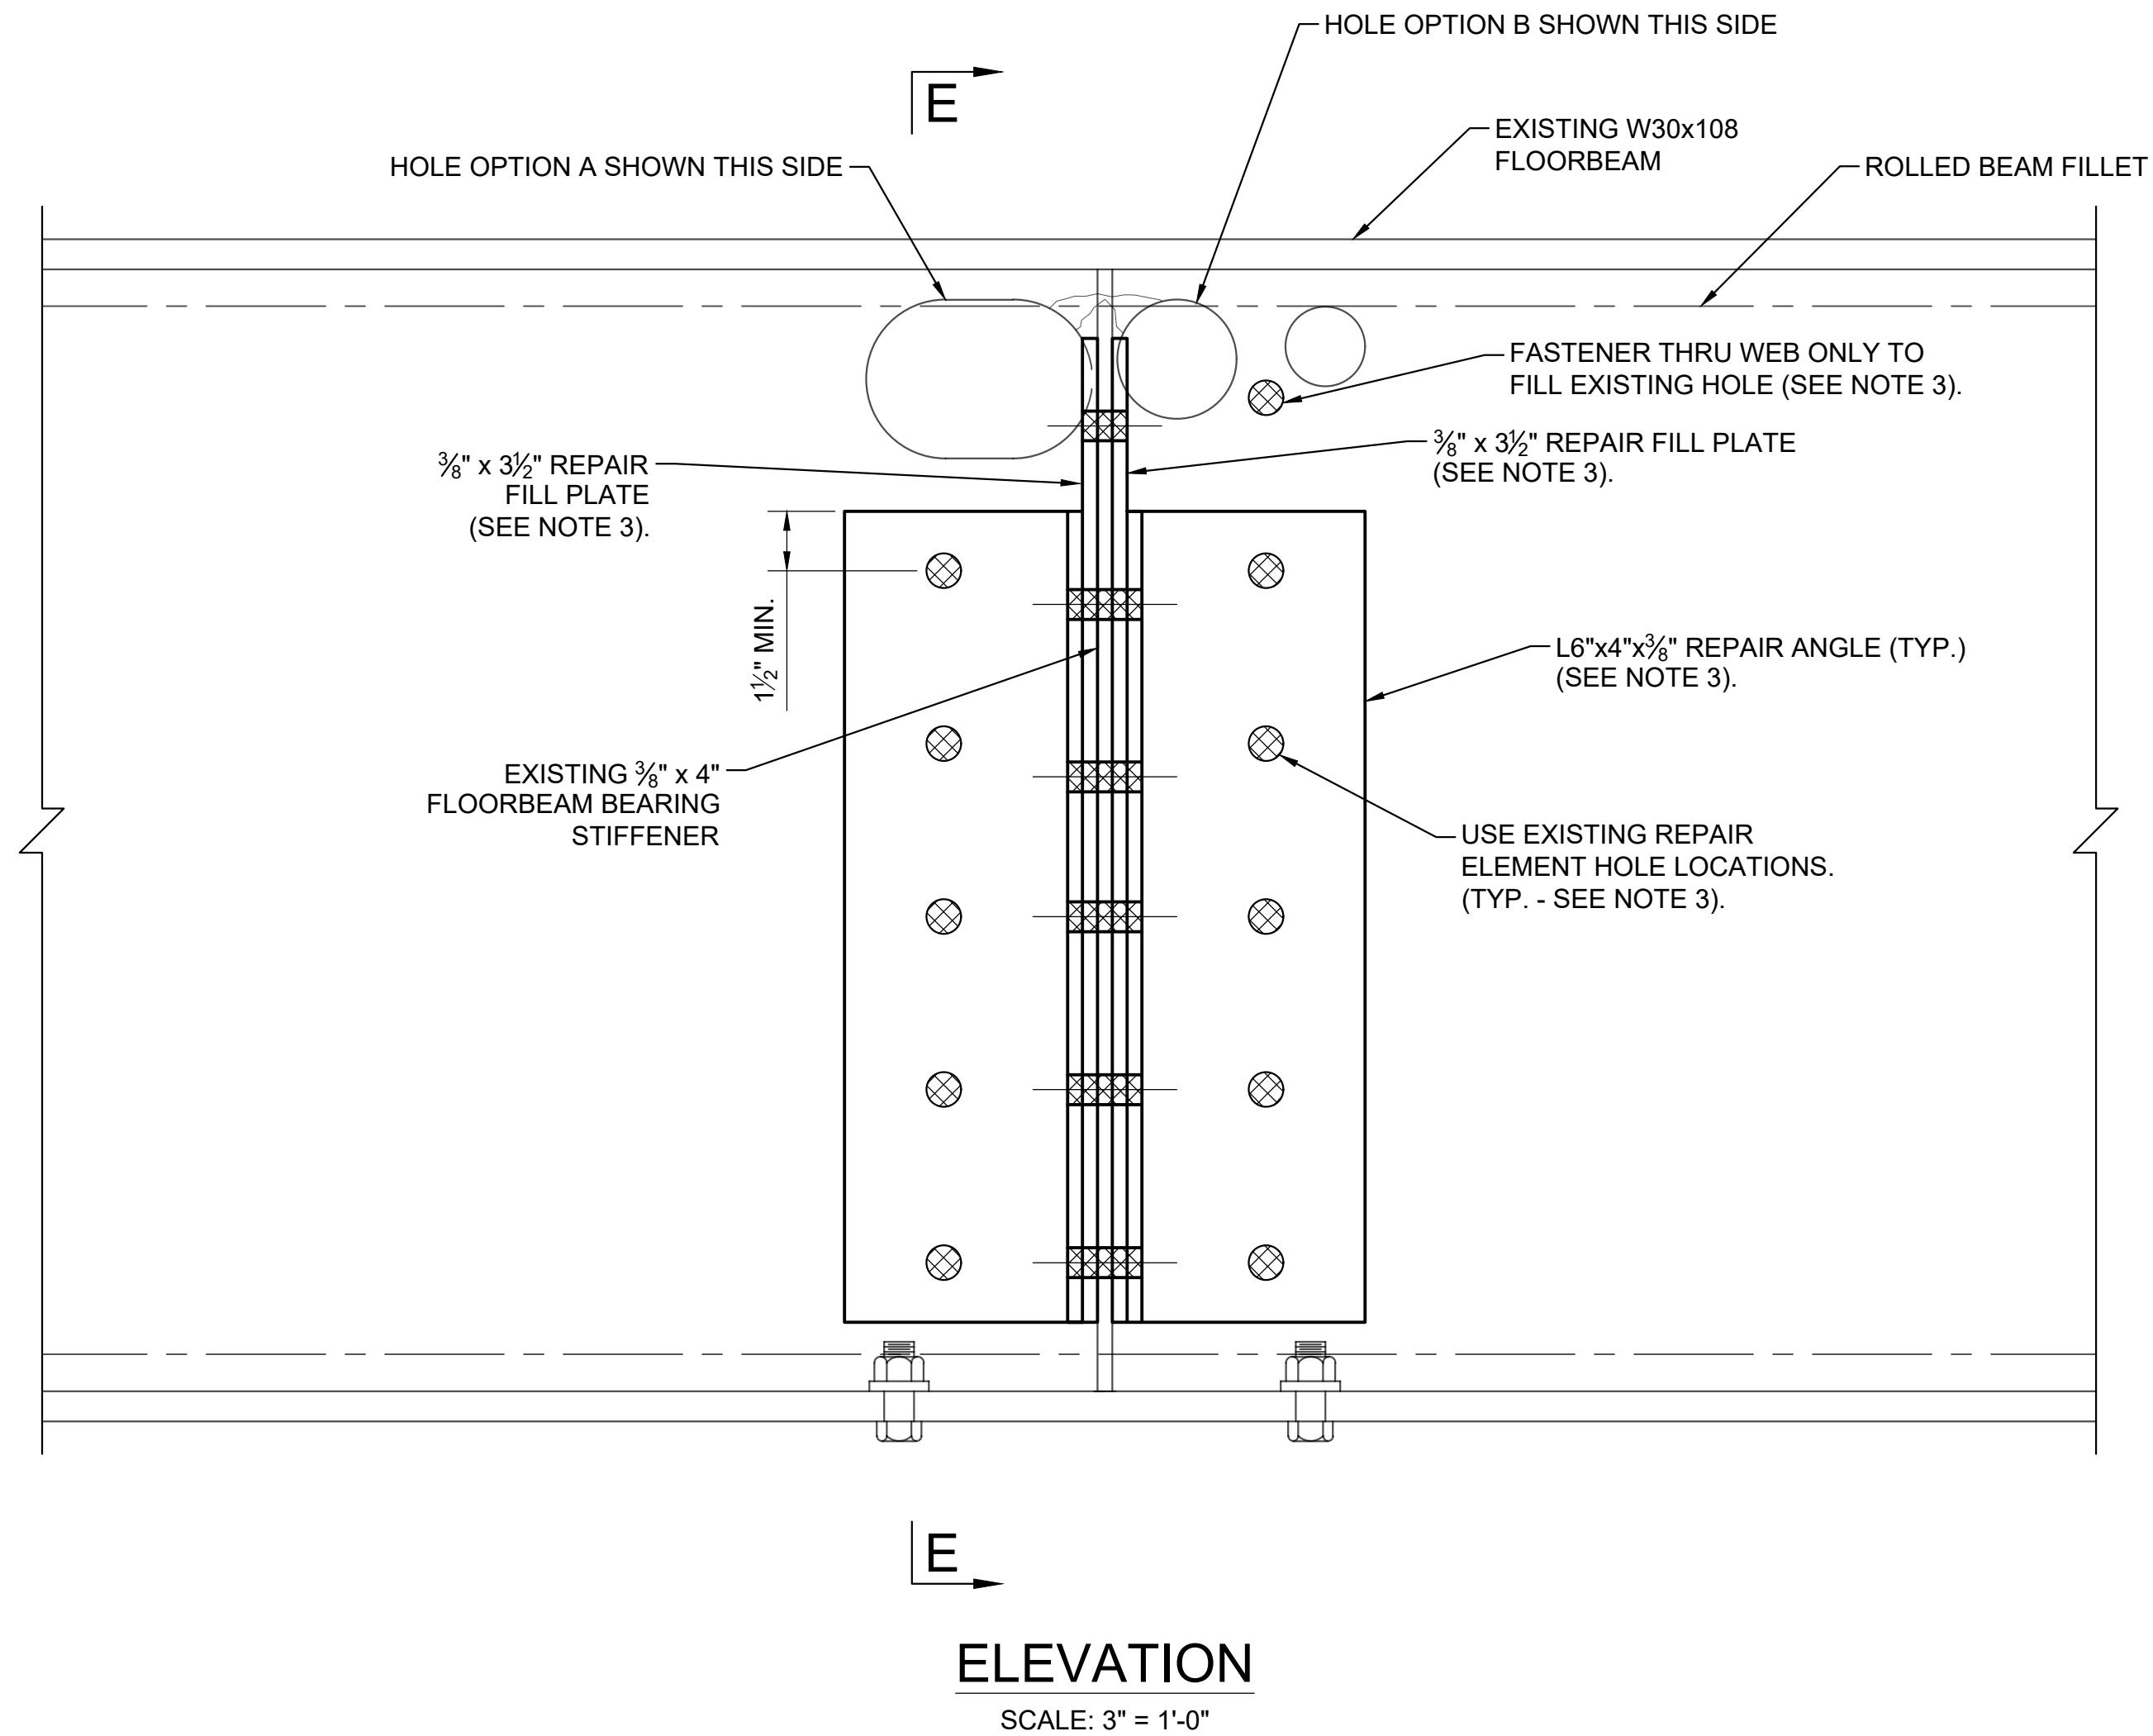 HOLE OPTION B SHOWN THIS SIDE
E
EXISTING W30x108
FLOORBEAM
HOLE OPTION A SHOWN THIS SIDE
ROLLED BEAM FILLET
FASTENER THRU WEB ONLY TO
FILL EXISTING HOLE (SEE NOTE 3).
⅜" x 3½" REPAIR
FILL PLATE
(SEE NOTE 3).
⅜" x 3½" REPAIR FILL PLATE
(SEE NOTE 3).
1½" MIN.
L6"x4"x⅜" REPAIR ANGLE (TYP.)
(SEE NOTE 3).
EXISTING ⅜" x 4"
FLOORBEAM BEARING
STIFFENER
USE EXISTING REPAIR
ELEMENT HOLE LOCATIONS.
(TYP. - SEE NOTE 3).
E
ELEVATION
SCALE: 3" = 1'-0"